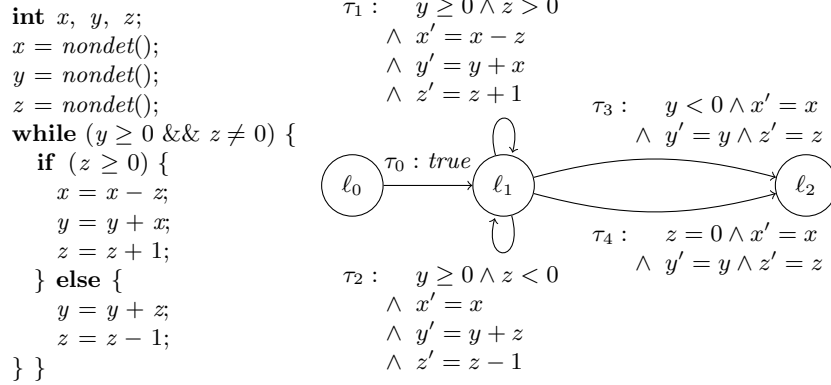 int x, y, z;
x = nondet();
y = nondet();
z = nondet();
while (y ≥ 0 && z ≠ 0) {
if (z ≥ 0) {
x = x − z;
y = y + x;
z = z + 1;
} else {
y = y + z;
z = z − 1;
} }
τ₁ : y ≥ 0 ∧ z > 0
∧ x′ = x − z
∧ y′ = y + x
∧ z′ = z + 1
τ₃ : y < 0 ∧ x′ = x
∧ y′ = y ∧ z′ = z
ℓ₀
τ₀ : true
ℓ₁
ℓ₂
τ₂ : y ≥ 0 ∧ z < 0
∧ x′ = x
∧ y′ = y + z
∧ z′ = z − 1
τ₄ : z = 0 ∧ x′ = x
∧ y′ = y ∧ z′ = z